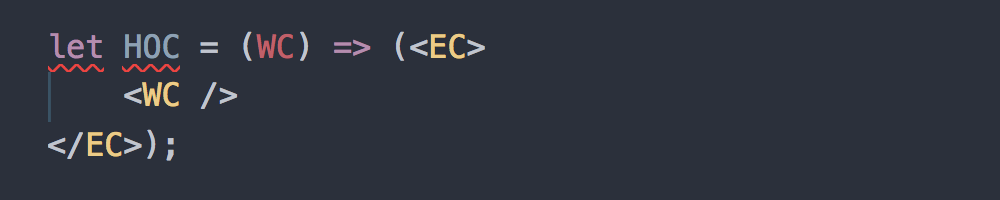 let HOC = (WC) => (<EC>
    <WC />
</EC>);